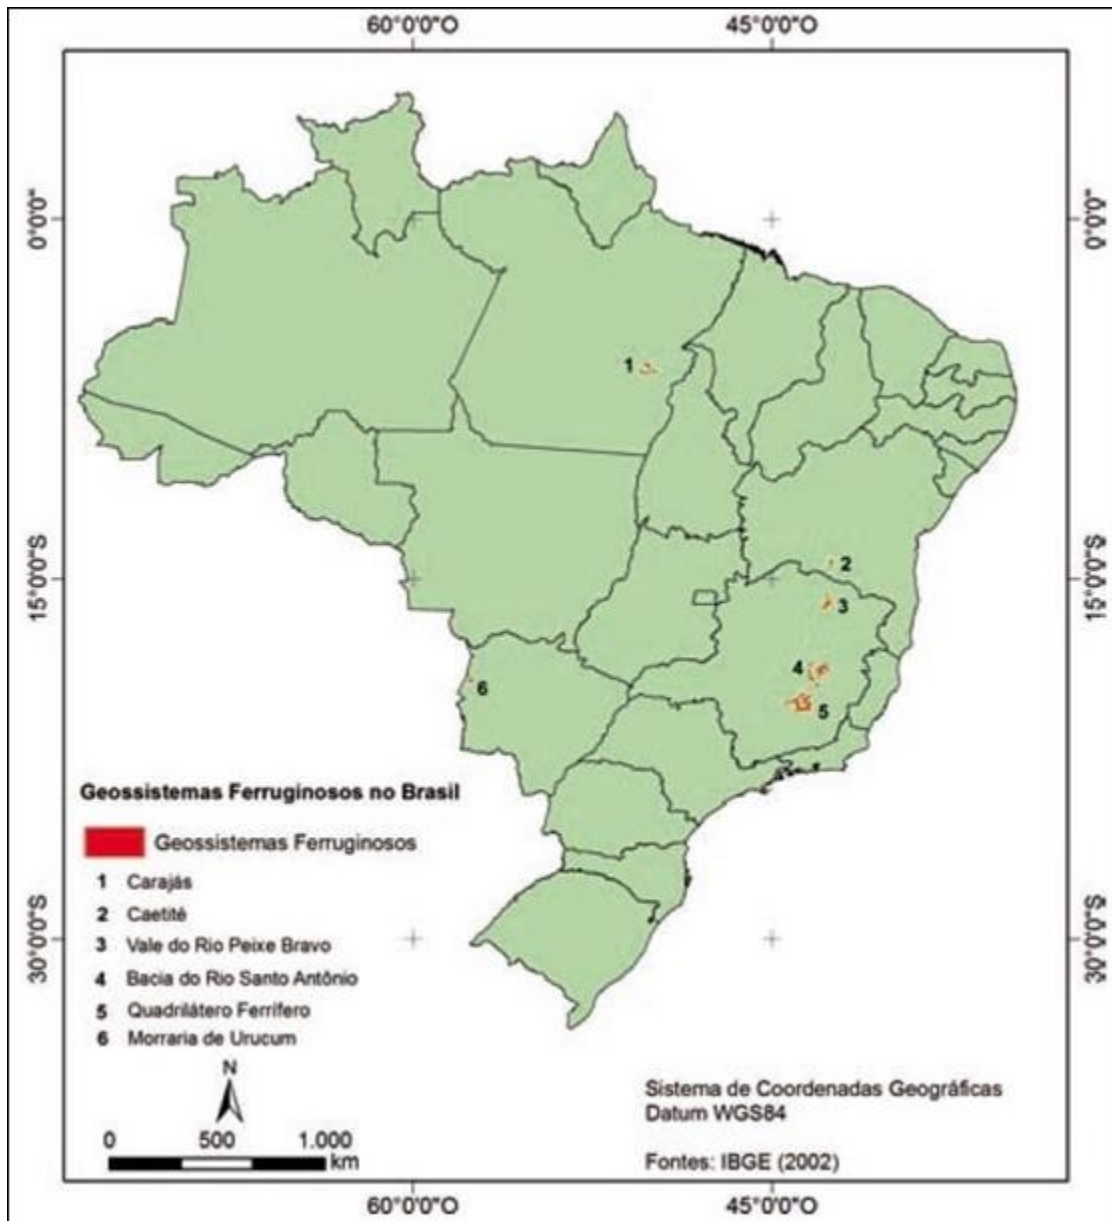 60°0'0"O
45°0'0"O
0°0'0"
0°0'0"
1
2
15°0'0"S
15°0'0"S
3
4
6
5
Geossistemas Ferruginosos no Brasil
Geossistemas Ferruginosos
1 Carajás
2 Caetité
30°0'0"S
30°0'0"S
3 Vale do Rio Peixe Bravo
4 Bacia do Rio Santo Antônio
5 Quadrilátero Ferrífero
6 Morraria de Urucum
N
Sistema de Coordenadas Geográficas
Datum WGS84
0 500 1.000
km
Fontes: IBGE (2002)
60°0'0"O
45°0'0"O